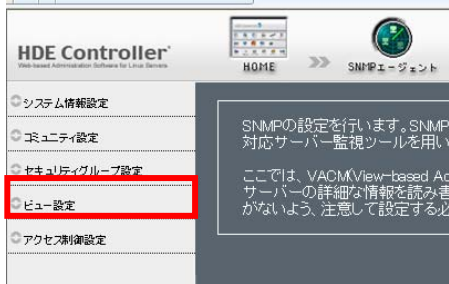 HDE Controller
Web-based Administration Software for Linux Servers
HOME
SNMPエージェント
システム情報設定
コミュニティ設定
セキュリティグループ設定
ビュー設定
アクセス制御設定
SNMPの設定を行います。SNMP
対応サーバー監視ツールを用い
ここでは、VACM(View-based Ac
サーバーの詳細な情報を読み書
がないよう、注意して設定する必